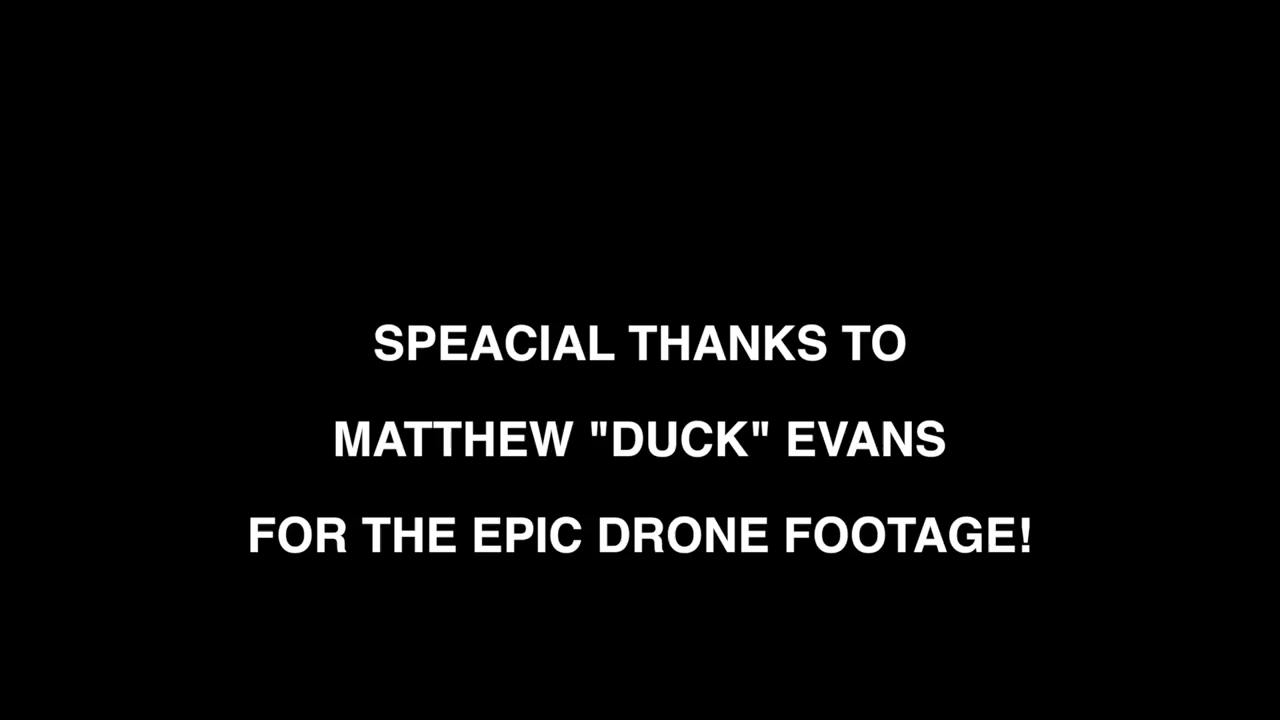 SPEACIAL THANKS TO
MATTHEW "DUCK" EVANS
FOR THE EPIC DRONE FOOTAGE!